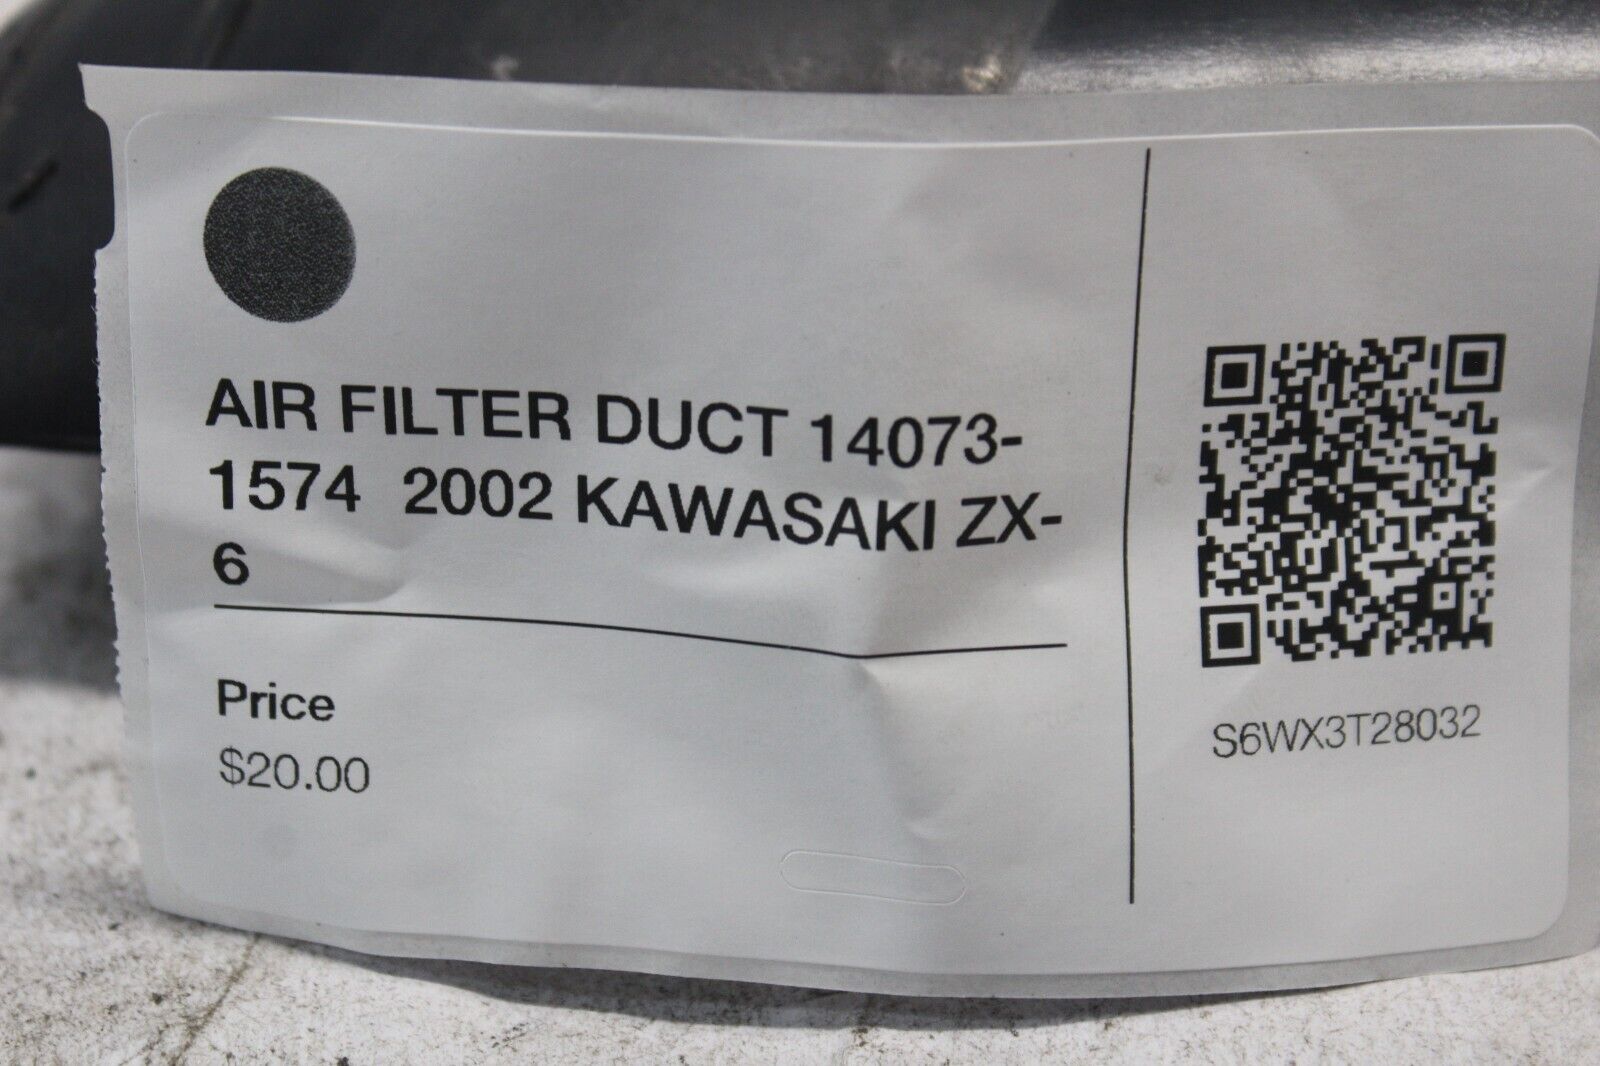 AIR FILTER DUCT 14073-
1574  2002 KAWASAKI ZX-
6
Price
$20.00
S6WX3T28032